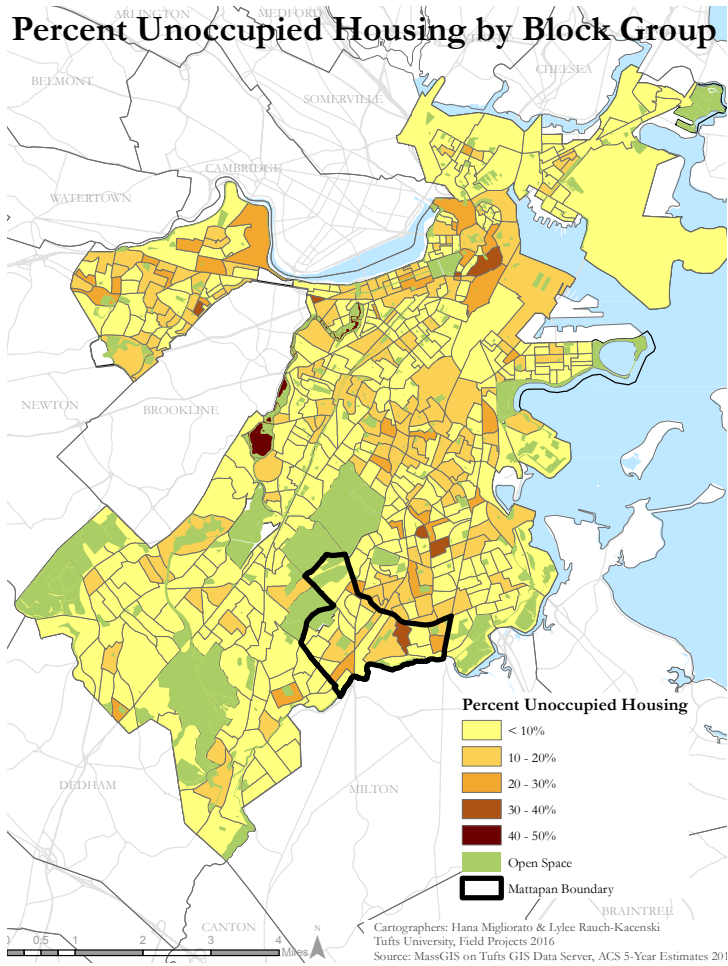 Percent Unoccupied Housing by Block Group
ARLINGTON
MEDFORD
BELMONT
CHELSEA
SOMERVILLE
CAMBRIDGE
WATERTOWN
NEWTON
BROOKLINE
Percent Unoccupied Housing
< 10%
10 - 20%
20 - 30%
30 - 40%
40 - 50%
Open Space
Mattapan Boundary
DEDHAM
MILTON
BRAINTREE
CANTON
0 0.5 1 2 3 4
Miles
N
Cartographers: Hana Migliorato & Lylee Rauch-Kacenski
Tufts University, Field Projects 2016
Source: MassGIS on Tufts GIS Data Server, ACS 5-Year Estimates